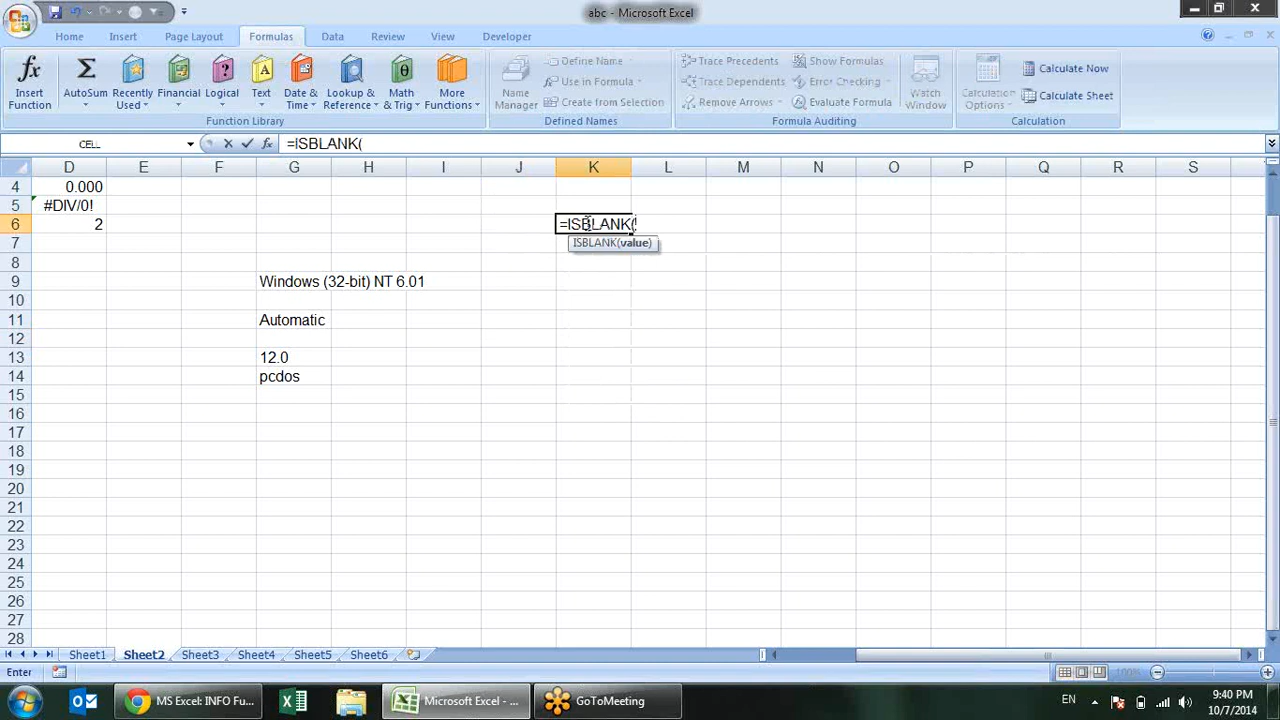 abc - Microsoft Excel
Home Insert Page Layout Formulas Data Review View Developer
Insert Function
AutoSum
Recently Used
Financial
Logical
Text
Date & Time
Lookup & Reference
Math & Trig
More Functions
Function Library
Name Manager
Define Name
Use in Formula
Create from Selection
Defined Names
Trace Precedents
Trace Dependents
Remove Arrows
Show Formulas
Error Checking
Evaluate Formula
Watch Window
Formula Auditing
Calculation Options
Calculate Now
Calculate Sheet
Calculation
CELL fx =ISBLANK(
D E F G H I J K L M N O P Q R S
4 0.000
5 #DIV/0!
6 2 =ISBLANK(
7 ISBLANK(value)
8
9 Windows (32-bit) NT 6.01
10
11 Automatic
12
13 12.0
14 pcdos
15
16
17
18
19
20
21
22
23
24
25
26
27
28
Sheet1 Sheet2 Sheet3 Sheet4 Sheet5 Sheet6
Enter 100%
MS Excel: INFO Fu... Microsoft Excel - ... GoToMeeting EN 9:40 PM
10/7/2014